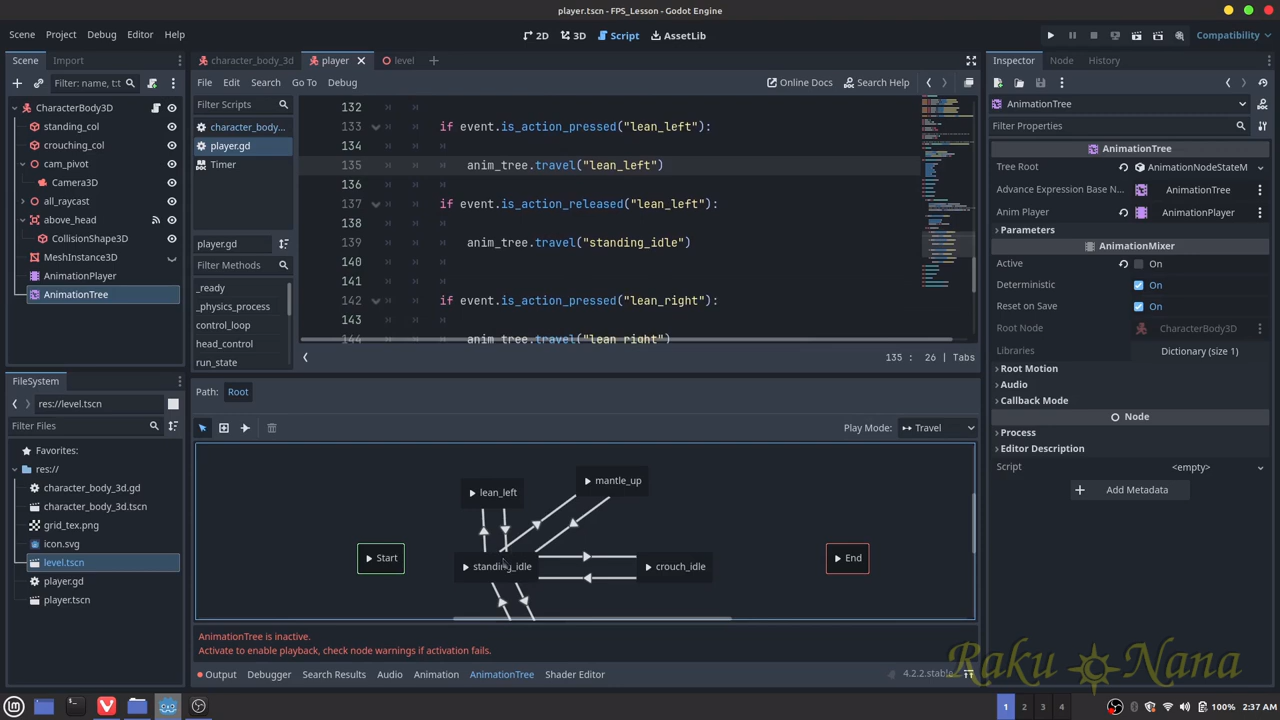 player.tscn - FPS_Lesson - Godot Engine
Scene Project Debug Editor Help
2D 3D Script AssetLib
Compatibility
Scene Import
character_body_3d player level
Inspector Node History
Filter: name, t:t
File Edit Search Go To Debug
Online Docs Search Help
CharacterBody3D
standing_col
crouching_col
cam_pivot
Camera3D
all_raycast
above_head
CollisionShape3D
MeshInstance3D
AnimationPlayer
AnimationTree
Filter Scripts
character_body...
player.gd
Timer
player.gd
Filter Methods
_ready
_physics_process
control_loop
head_control
run_state
132
133 if event.is_action_pressed("lean_left"):
134
135 anim_tree.travel("lean_left")
136
137 if event.is_action_released("lean_left"):
138
139 anim_tree.travel("standing_idle")
140
141
142 if event.is_action_pressed("lean_right"):
143
144 anim_tree.travel("lean_right")
135 : 26 | Tabs
FileSystem
res://level.tscn
Filter Files
Favorites:
res://
character_body_3d.gd
character_body_3d.tscn
grid_tex.png
icon.svg
level.tscn
player.gd
player.tscn
Path: Root
Play Mode: Travel
lean_left
mantle_up
Start
standing_idle
crouch_idle
End
AnimationTree is inactive.
Activate to enable playback, check node warnings if activation fails.
Output Debugger Search Results Audio Animation AnimationTree Shader Editor
4.2.2.stable
AnimationTree
Filter Properties
AnimationTree
Tree Root AnimationNodeStateM
Advance Expression Base N... AnimationTree
Anim Player AnimationPlayer
Parameters
AnimationMixer
Active On
Deterministic On
Reset on Save On
Root Node CharacterBody3D
Libraries Dictionary (size 1)
Root Motion
Audio
Callback Mode
Node
Process
Editor Description
Script <empty>
Add Metadata
Raku Nana
1 2 3 4
100% 2:37 AM